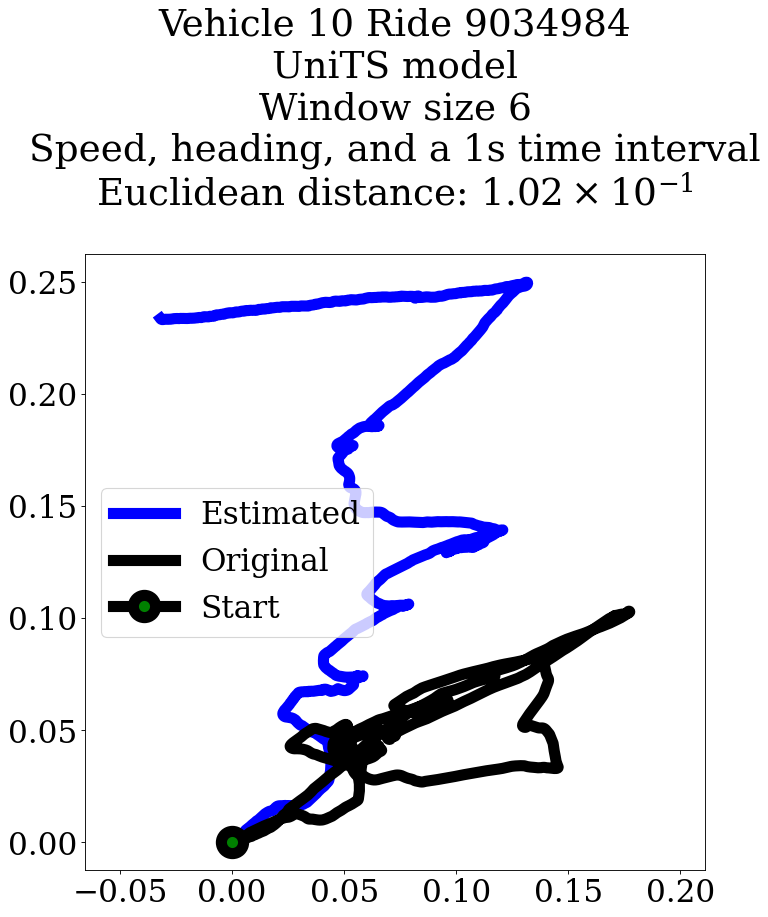 Vehicle 10 Ride 9034984
UniTS model
Window size 6
Speed, heading, and a 1s time interval
Euclidean distance: 1.02 × 10⁻¹
0.25
0.20
0.15
0.10
0.05
0.00
Estimated
Original
Start
−0.05 0.00 0.05 0.10 0.15 0.20